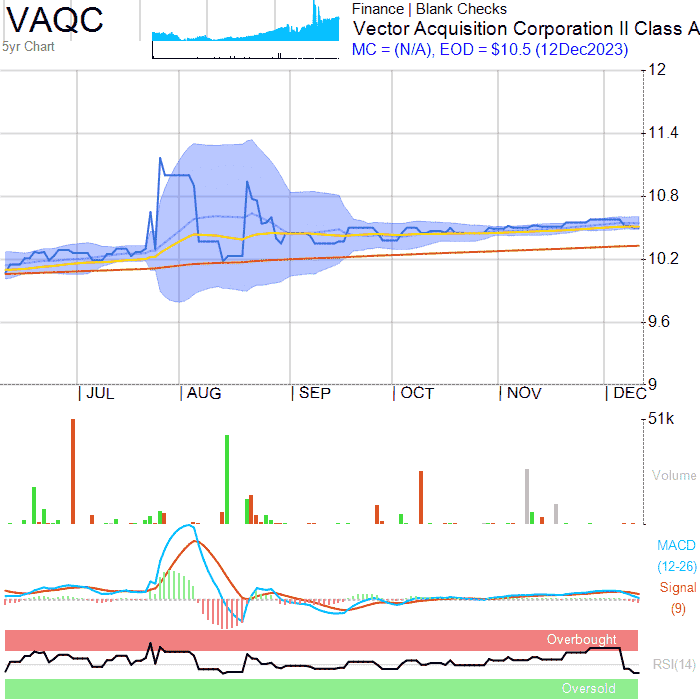 VAQC
5yr Chart
Finance | Blank Checks
Vector Acquisition Corporation II Class A
MC = (N/A), EOD = $10.5 (12Dec2023)
12
11.4
10.8
10.2
9.6
9
| JUL | AUG | SEP | OCT | NOV | DEC
51k
Volume
MACD
(12-26)
Signal
(9)
Overbought
RSI(14)
Oversold